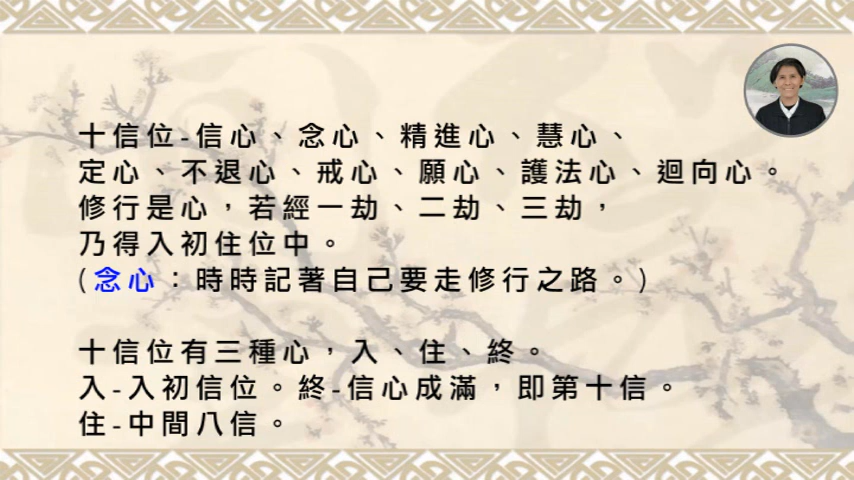 十信位-信心、念心、精進心、慧心、
定心、不退心、戒心、願心、護法心、迴向心。
修行是心，若經一劫、二劫、三劫，
乃得入初住位中。
(念心：時時記著自己要走修行之路。)
十信位有三種心，入、住、終。
入-入初信位。終-信心成滿，即第十信。
住-中間八信。